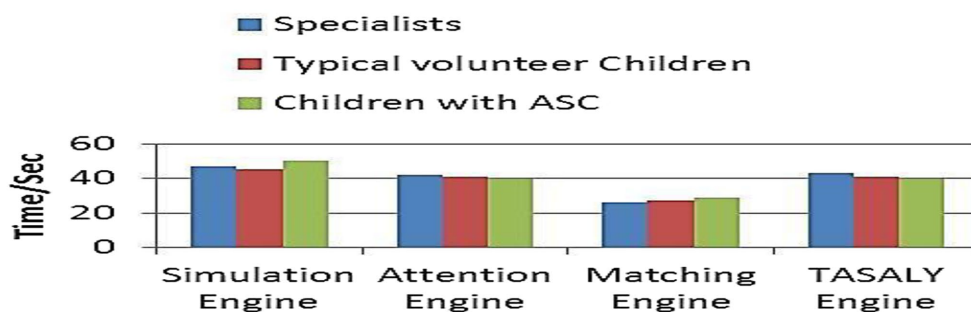 Specialists
Typical volunteer Children
Children with ASC
Time/Sec
60
40
20
0
Simulation Engine
Attention Engine
Matching Engine
TASALY Engine